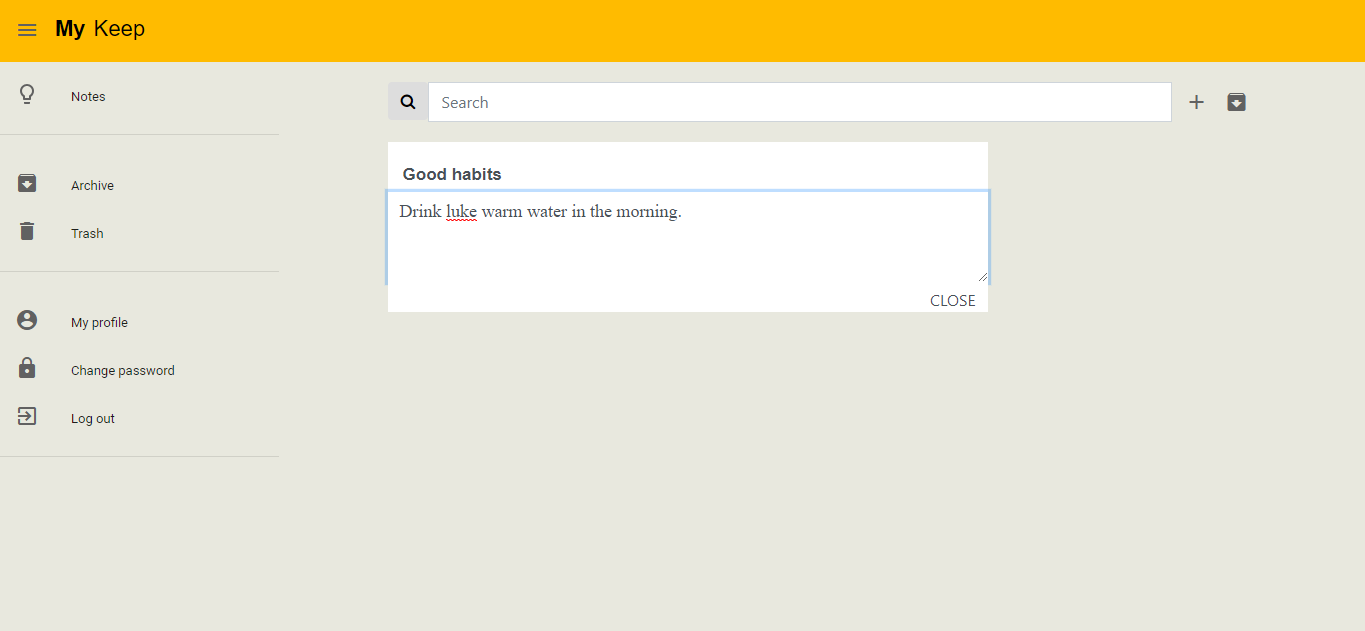 My Keep
Notes
Archive
Trash
My profile
Change password
Log out
Search
Good habits
Drink luke warm water in the morning.
CLOSE